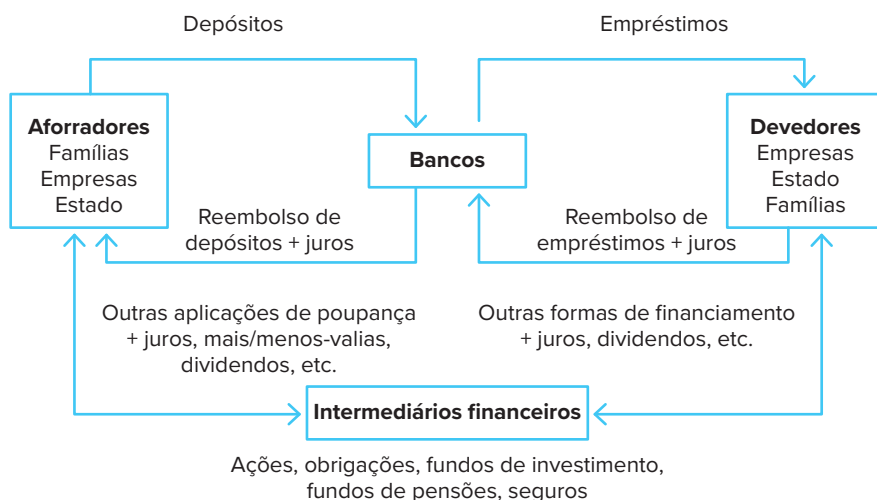 Depósitos
Empréstimos
Aforradores
Famílias
Empresas
Estado
Bancos
Devedores
Empresas
Estado
Famílias
Reembolso de
depósitos + juros
Reembolso de
empréstimos + juros
Outras aplicações de poupança
+ juros, mais/menos-valias,
dividendos, etc.
Outras formas de financiamento
+ juros, dividendos, etc.
Intermediários financeiros
Ações, obrigações, fundos de investimento,
fundos de pensões, seguros